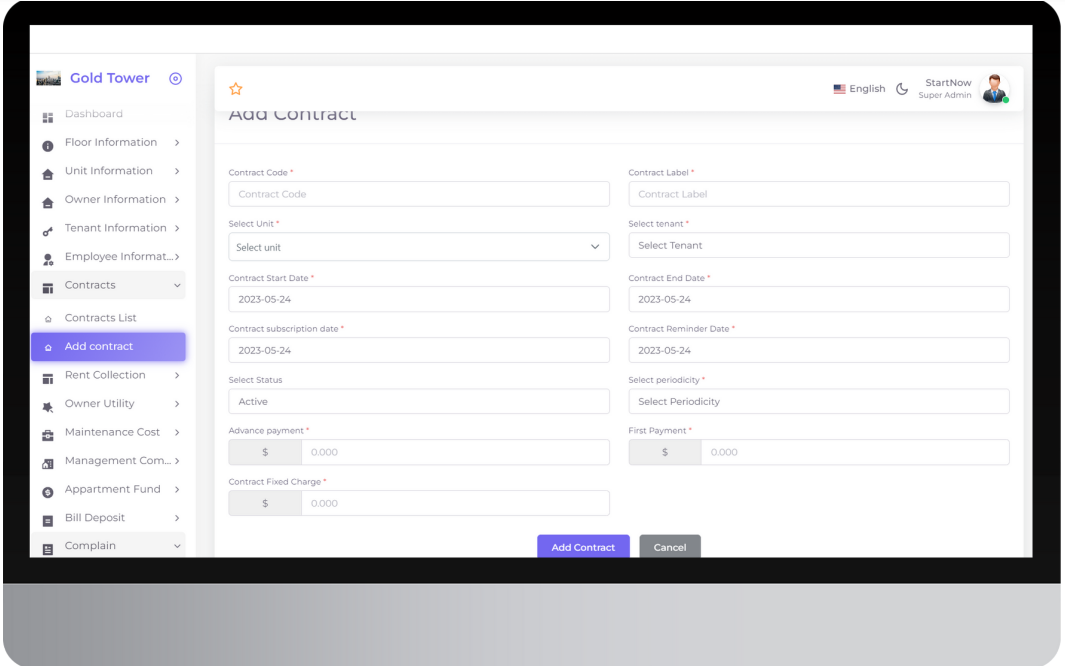 Gold Tower
Dashboard
Floor Information
Unit Information
Owner Information
Tenant Information
Employee Informat...
Contracts
Contracts List
Add contract
Rent Collection
Owner Utility
Maintenance Cost
Management Com...
Appartment Fund
Bill Deposit
Complain
English
StartNow
Super Admin
Add Contract
Contract Code *
Contract Label *
Contract Code
Contract Label
Select Unit *
Select tenant *
Select unit
Select Tenant
Contract Start Date *
Contract End Date *
2023-05-24
2023-05-24
Contract subscription date *
Contract Reminder Date *
2023-05-24
2023-05-24
Select Status
Select periodicity *
Active
Select Periodicity
Advance payment *
First Payment *
$ 0.000
$ 0.000
Contract Fixed Charge *
$ 0.000
Add Contract
Cancel